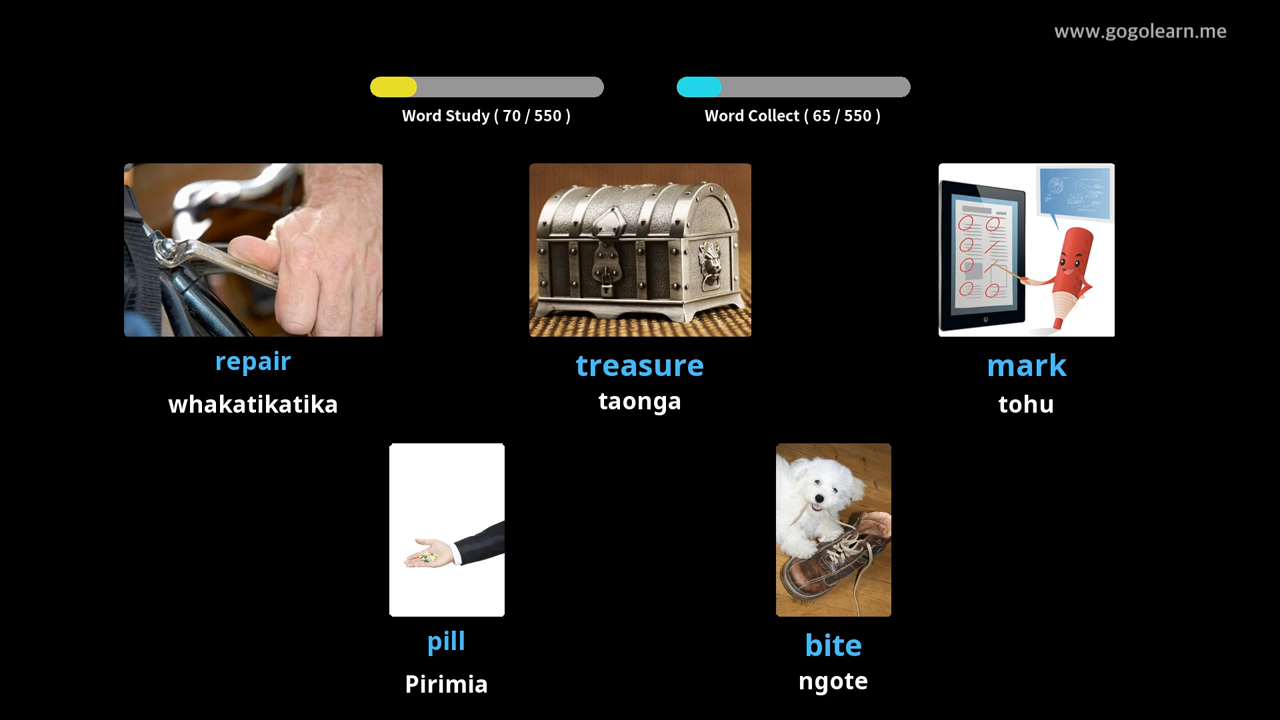 www.gogolearn.me
Word Study ( 70 / 550 )
Word Collect ( 65 / 550 )
repair
treasure
mark
whakatikatika
taonga
tohu
pill
bite
Pirimia
ngote